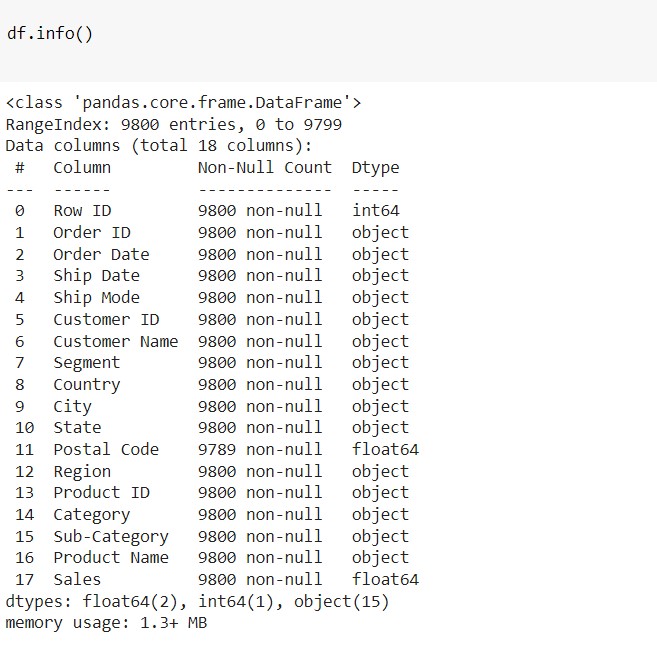 df.info()
<class 'pandas.core.frame.DataFrame'>
RangeIndex: 9800 entries, 0 to 9799
Data columns (total 18 columns):
 #   Column         Non-Null Count  Dtype
---  ------         --------------  -----
 0   Row ID         9800 non-null   int64
 1   Order ID       9800 non-null   object
 2   Order Date     9800 non-null   object
 3   Ship Date      9800 non-null   object
 4   Ship Mode      9800 non-null   object
 5   Customer ID    9800 non-null   object
 6   Customer Name  9800 non-null   object
 7   Segment        9800 non-null   object
 8   Country        9800 non-null   object
 9   City           9800 non-null   object
 10  State          9800 non-null   object
 11  Postal Code    9789 non-null   float64
 12  Region         9800 non-null   object
 13  Product ID     9800 non-null   object
 14  Category       9800 non-null   object
 15  Sub-Category   9800 non-null   object
 16  Product Name   9800 non-null   object
 17  Sales          9800 non-null   float64
dtypes: float64(2), int64(1), object(15)
memory usage: 1.3+ MB